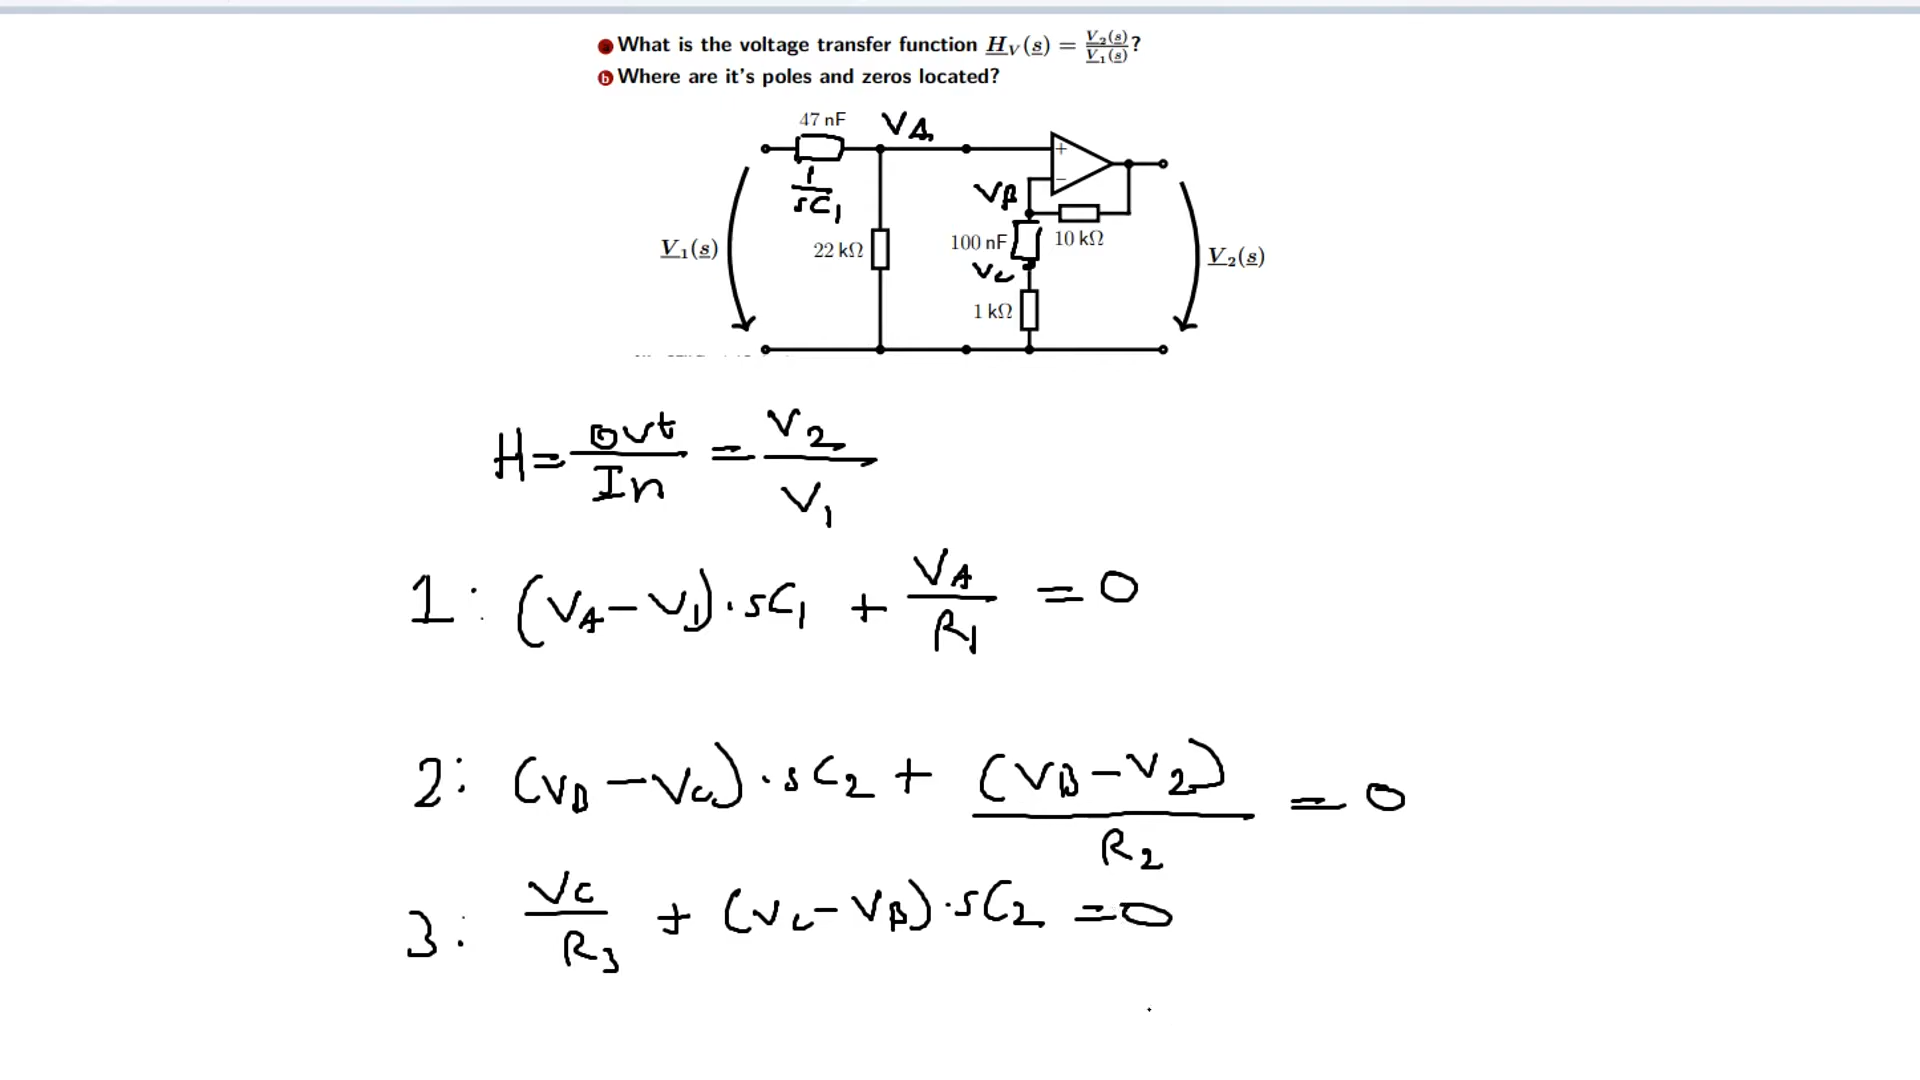 a What is the voltage transfer function H_V(s) = V_2(s)/V_1(s)?
b Where are it's poles and zeros located?
47 nF V_A
+
1/sC_1 V_B −
V_1(s) 22 kΩ 100 nF 10 kΩ V_2(s)
V_C
1 kΩ
H = Out/In = V_2/V_1
1: (V_A − V_1) · sC_1 + V_A/R_1 = 0
2: (V_B − V_C) · sC_2 + (V_B − V_2)/R_2 = 0
3: V_C/R_3 + (V_C − V_B) · sC_2 = 0